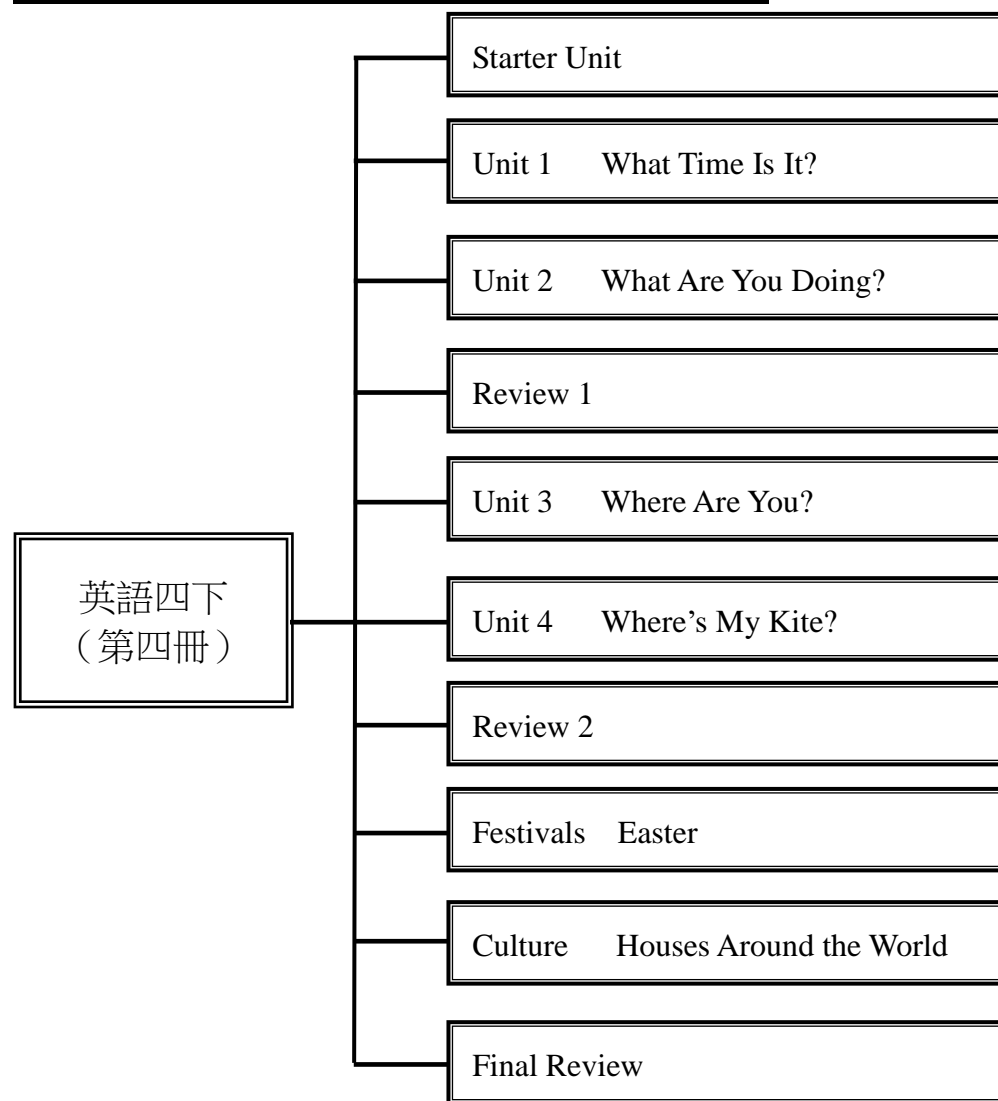 Starter Unit
Unit 1 What Time Is It?
Unit 2 What Are You Doing?
Review 1
Unit 3 Where Are You?
英語四下
（第四冊）
Unit 4 Where’s My Kite?
Review 2
Festivals Easter
Culture Houses Around the World
Final Review